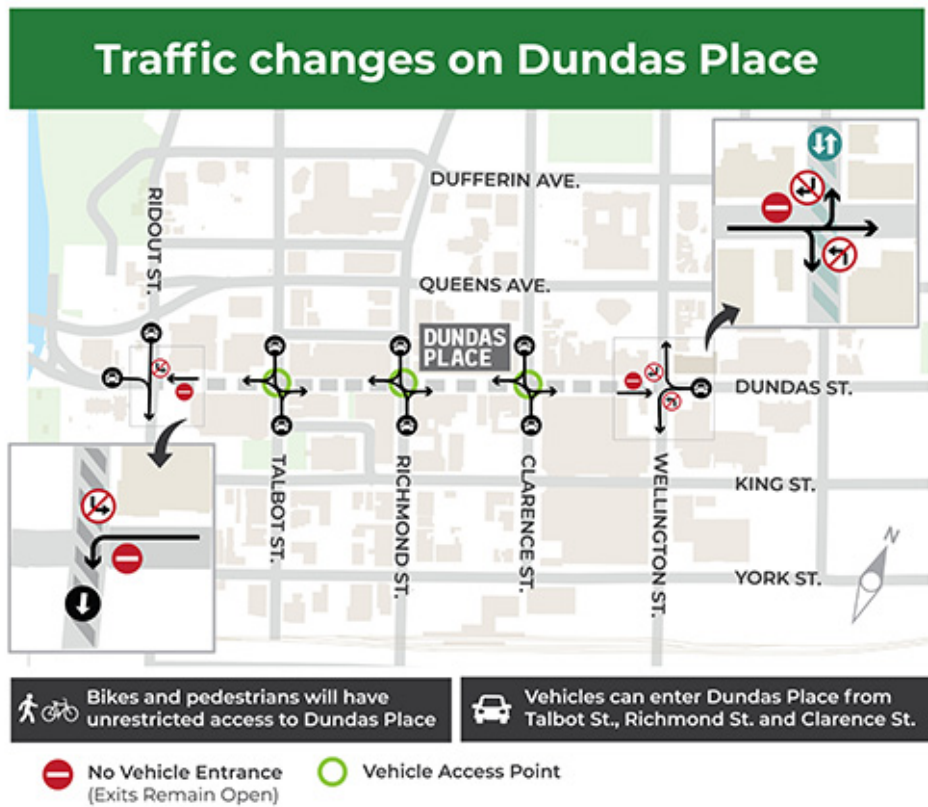 Traffic changes on Dundas Place
DUFFERIN AVE.
RIDOUT ST.
QUEENS AVE.
DUNDAS
PLACE
DUNDAS ST.
TALBOT ST.
RICHMOND ST.
CLARENCE ST.
WELLINGTON ST.
KING ST.
YORK ST.
N
Bikes and pedestrians will have
unrestricted access to Dundas Place
Vehicles can enter Dundas Place from
Talbot St., Richmond St. and Clarence St.
No Vehicle Entrance
(Exits Remain Open)
Vehicle Access Point